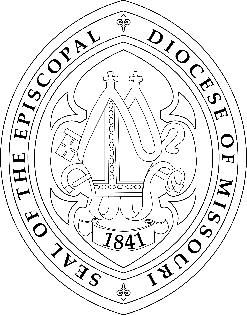 SEAL OF THE EPISCOPAL DIOCESE OF MISSOURI
1841